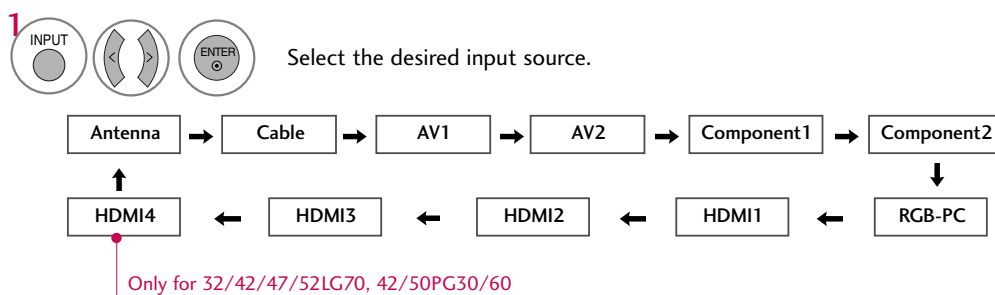 1
INPUT
ENTER
Select the desired input source.
Antenna
Cable
AV1
AV2
Component1
Component2
HDMI4
HDMI3
HDMI2
HDMI1
RGB-PC
Only for 32/42/47/52LG70, 42/50PG30/60